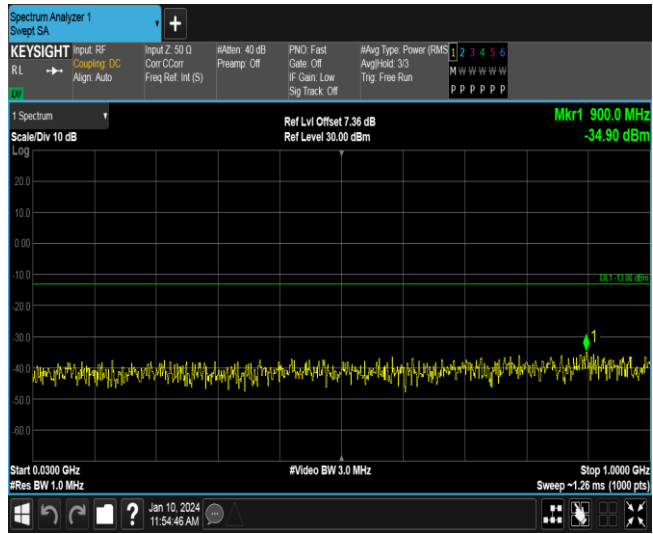 Spectrum Analyzer 1
Swept SA
KEYSIGHT Input: RF Input Z: 50 Ω #Atten: 40 dB PNO: Fast #Avg Type: Power (RMS 1 2 3 4 5 6
RL Coupling: DC Corr CCorr Preamp: Off Gate: Off Avg|Hold: 3/3 M W W W W W
Align: Auto Freq Ref: Int (S) IF Gain: Low Trig: Free Run
Sig Track: Off P P P P P P
1 Spectrum
Scale/Div 10 dB
Ref Lvl Offset 7.36 dB
Ref Level 30.00 dBm
Mkr1 900.0 MHz
-34.90 dBm
Log
20.0
10.0
0.00
-10.0
DL1 -13.00 dBm
-20.0
-30.0
1
-40.0
-50.0
-60.0
Start 0.0300 GHz #Video BW 3.0 MHz Stop 1.0000 GHz
#Res BW 1.0 MHz Sweep ~1.26 ms (1000 pts)
? Jan 10, 2024
11:54:46 AM